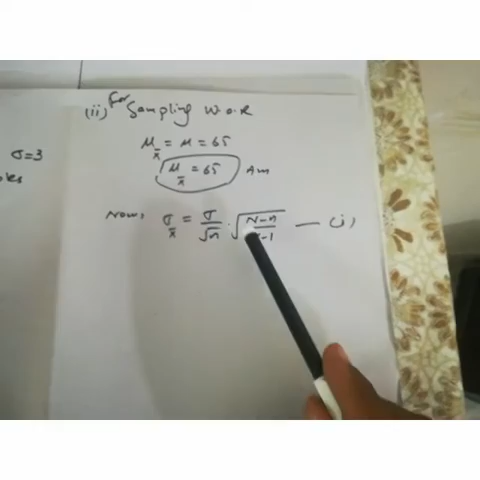 (ii) For Sampling W.O.R
σ=3
μx̄ = μ = 65
μx̄ = 65 Ans
Now, σx̄ = σ/√n · √(N-n/-1) — (i)